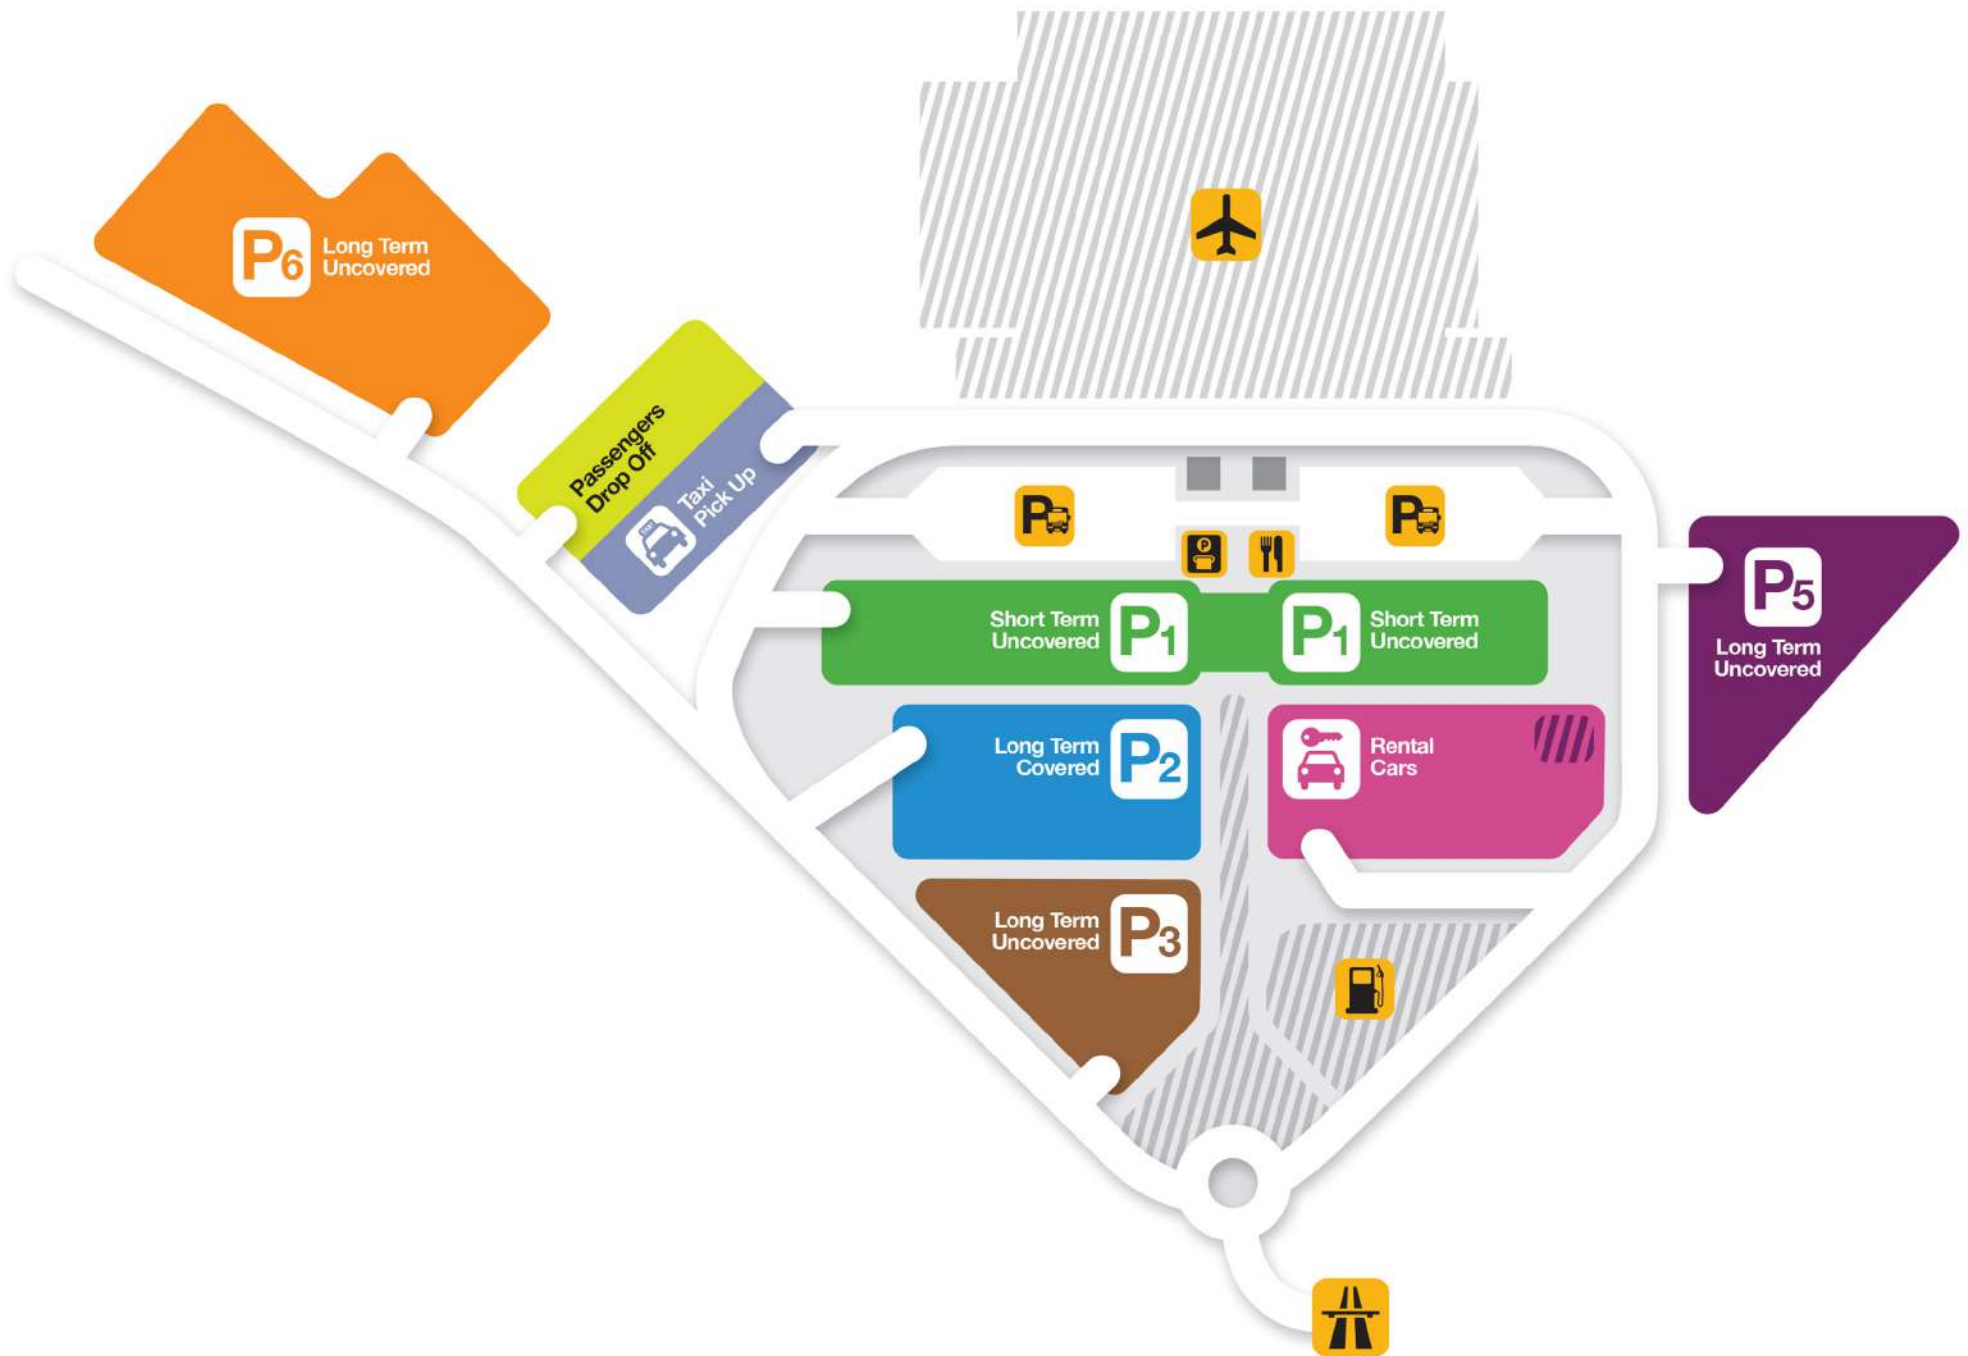 P6
Long Term
Uncovered
Passengers
Drop Off
TAXI
Taxi
Pick Up
P
P
P
Short Term
Uncovered
P1
P1
Short Term
Uncovered
P5
Long Term
Uncovered
Long Term
Covered
P2
Rental
Cars
Long Term
Uncovered
P3